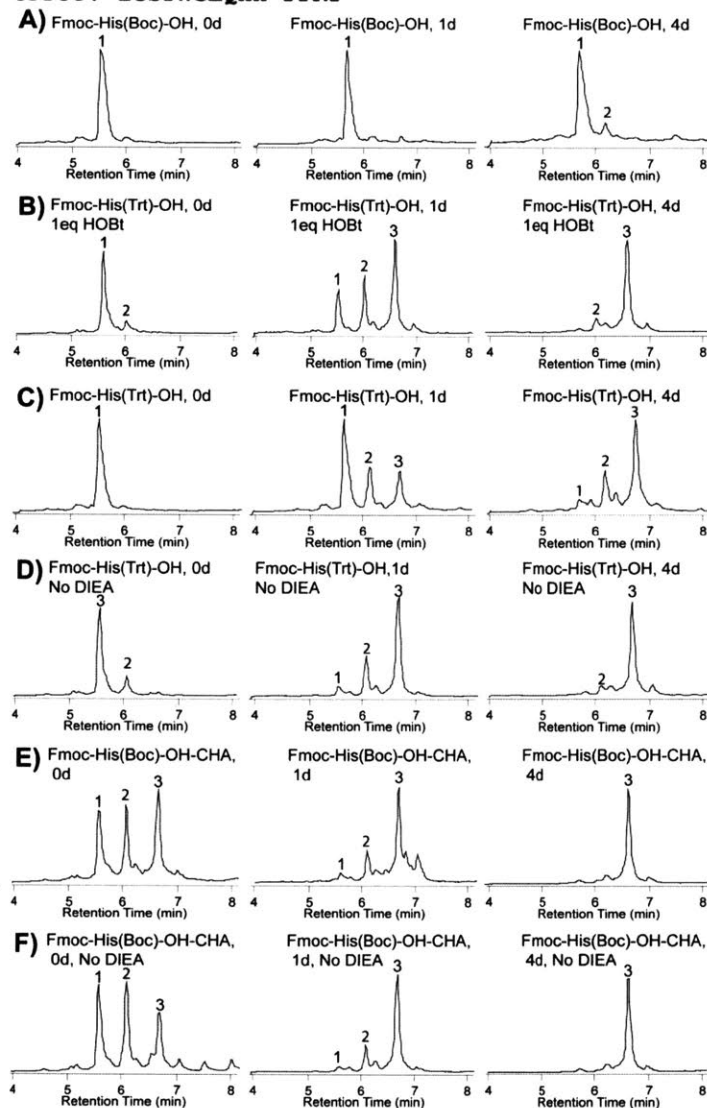 A) Fmoc-His(Boc)-OH, 0d Fmoc-His(Boc)-OH, 1d Fmoc-His(Boc)-OH, 4d
1 1 1 2
4 5 6 7 8 4 5 6 7 8 4 5 6 7 8
Retention Time (min) Retention Time (min) Retention Time (min)
B) Fmoc-His(Trt)-OH, 0d Fmoc-His(Trt)-OH, 1d Fmoc-His(Trt)-OH, 4d
1eq HOBt 1eq HOBt 1eq HOBt
1 2 1 2 3 2 3
4 5 6 7 8 4 5 6 7 8 4 5 6 7 8
Retention Time (min) Retention Time (min) Retention Time (min)
C) Fmoc-His(Trt)-OH, 0d Fmoc-His(Trt)-OH, 1d Fmoc-His(Trt)-OH, 4d
1 1 2 3 1 2 3
4 5 6 7 8 4 5 6 7 8 4 5 6 7 8
Retention Time (min) Retention Time (min) Retention Time (min)
D) Fmoc-His(Trt)-OH, 0d Fmoc-His(Trt)-OH,1d Fmoc-His(Trt)-OH, 4d
No DIEA No DIEA No DIEA
3 2 1 2 3 2 3
4 5 6 7 8 4 5 6 7 8 4 5 6 7 8
Retention Time (min) Retention Time (min) Retention Time (min)
E) Fmoc-His(Boc)-OH-CHA, Fmoc-His(Boc)-OH-CHA, Fmoc-His(Boc)-OH-CHA,
0d 1d 4d
1 2 3 1 2 3 3
4 5 6 7 8 4 5 6 7 8 4 5 6 7 8
Retention Time (min) Retention Time (min) Retention Time (min)
F) Fmoc-His(Boc)-OH-CHA, Fmoc-His(Boc)-OH-CHA, Fmoc-His(Boc)-OH-CHA,
0d, No DIEA 1d, No DIEA 4d, No DIEA
1 2 3 1 2 3 3
4 5 6 7 8 4 5 6 7 8 4 5 6 7 8
Retention Time (min) Retention Time (min) Retention Time (min)